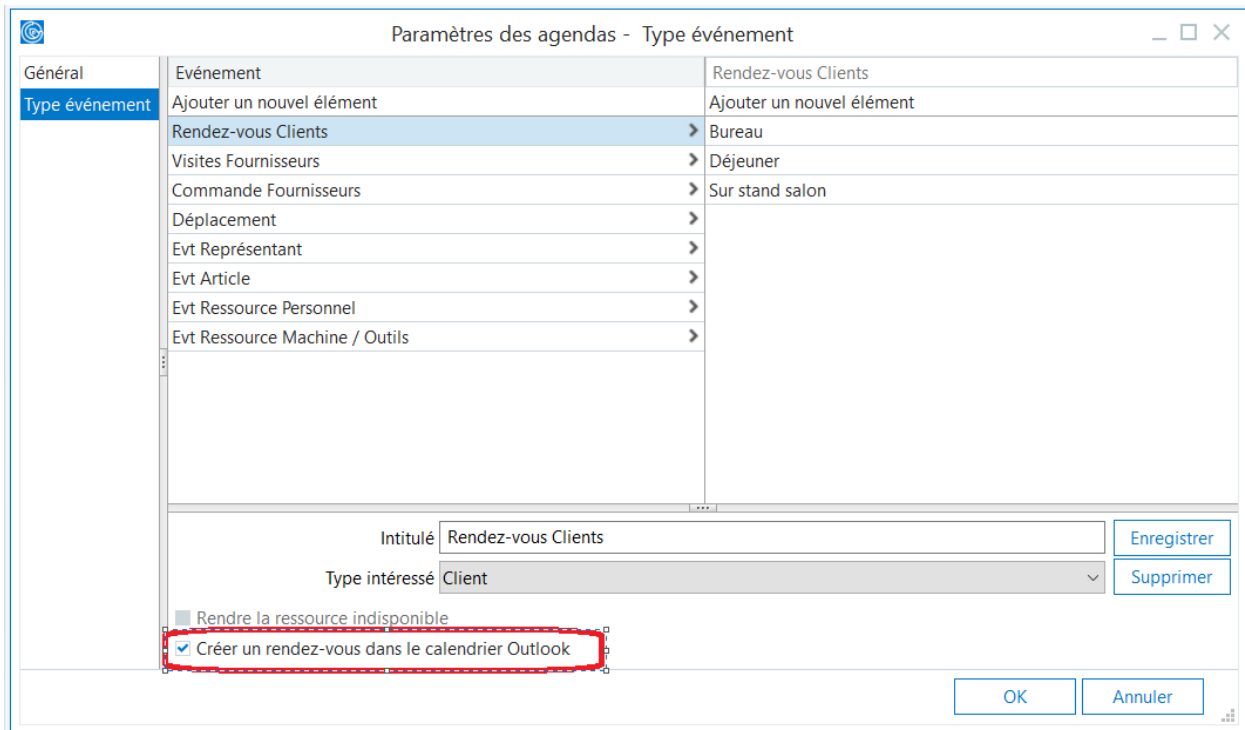 Paramètres des agendas - Type événement
Général
Type événement
Evénement
Rendez-vous Clients
Ajouter un nouvel élément
Ajouter un nouvel élément
Rendez-vous Clients
Bureau
Visites Fournisseurs
Déjeuner
Commande Fournisseurs
Sur stand salon
Déplacement
Evt Représentant
Evt Article
Evt Ressource Personnel
Evt Ressource Machine / Outils
Intitulé
Rendez-vous Clients
Enregistrer
Type intéressé
Client
Supprimer
Rendre la ressource indisponible
Créer un rendez-vous dans le calendrier Outlook
OK
Annuler